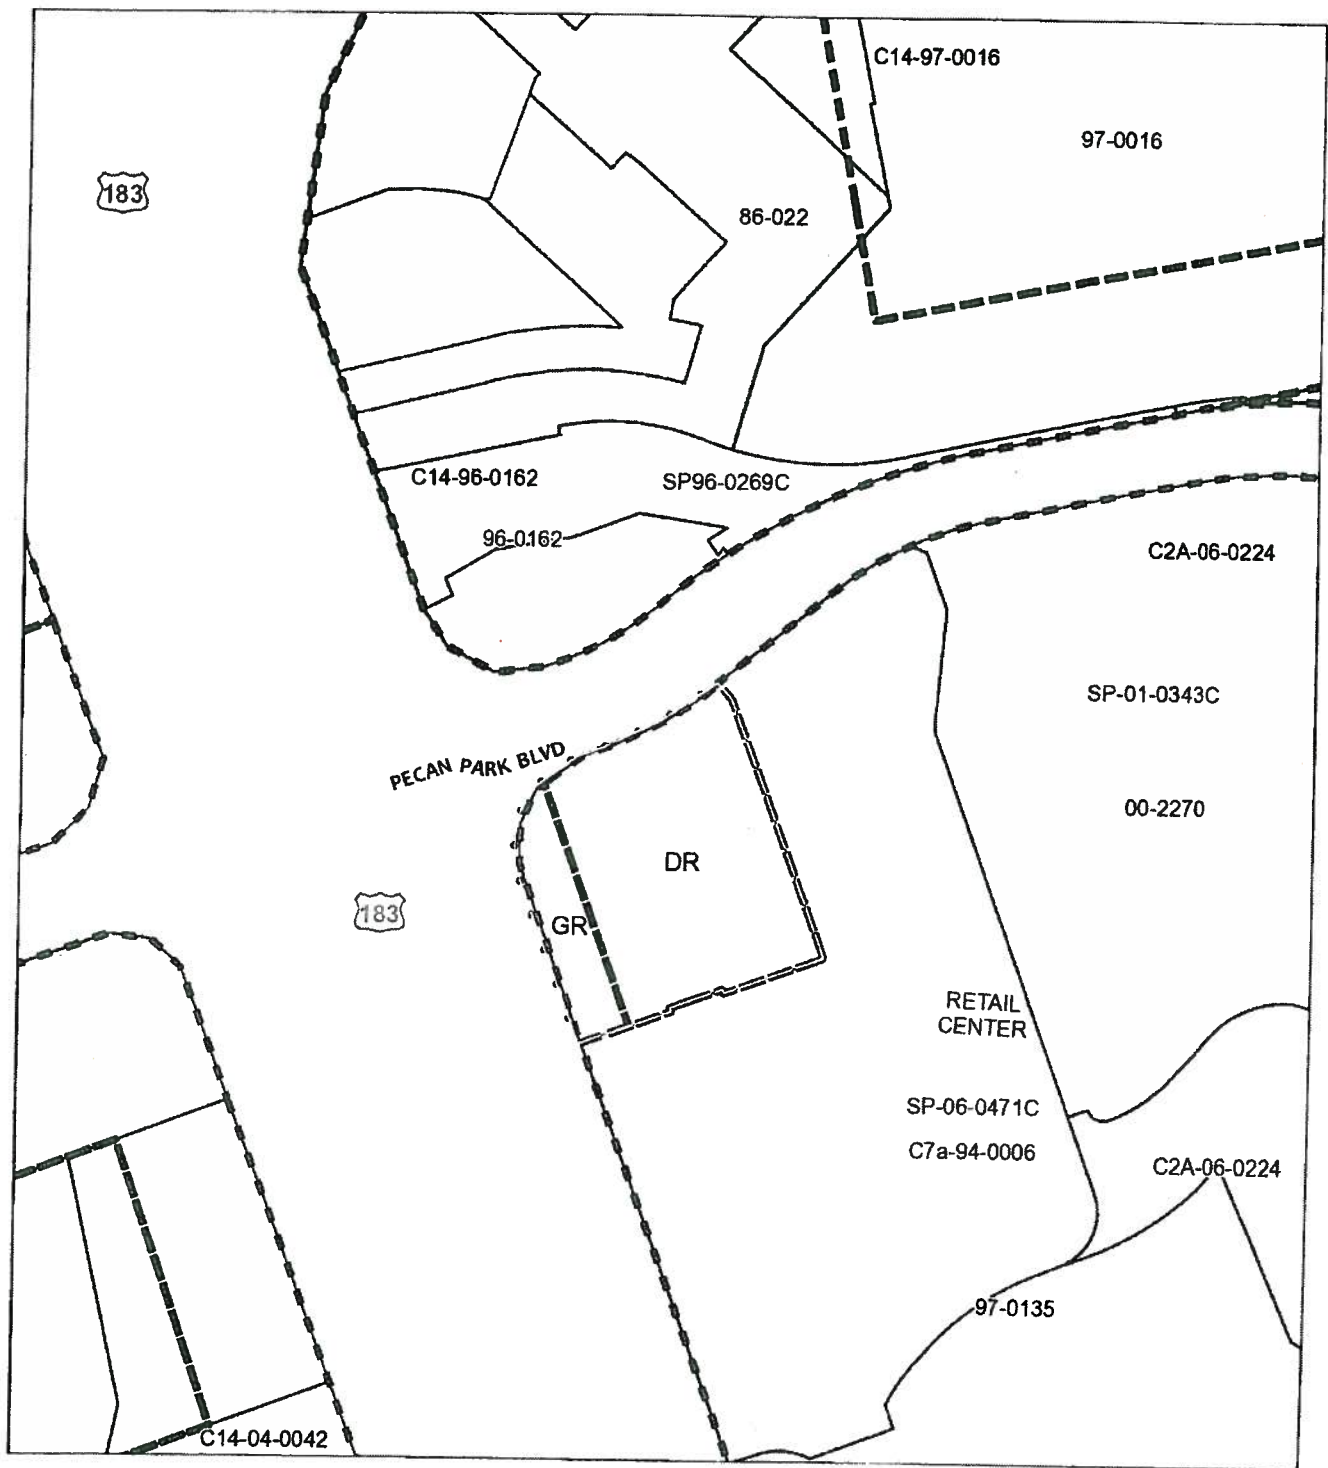 C14-97-0016
97-0016
183
86-022
C14-96-0162
SP96-0269C
96-0162
C2A-06-0224
SP-01-0343C
PECAN PARK BLVD
00-2270
DR
183
GR
RETAIL
CENTER
SP-06-0471C
C7a-94-0006
C2A-06-0224
97-0135
C14-04-0042